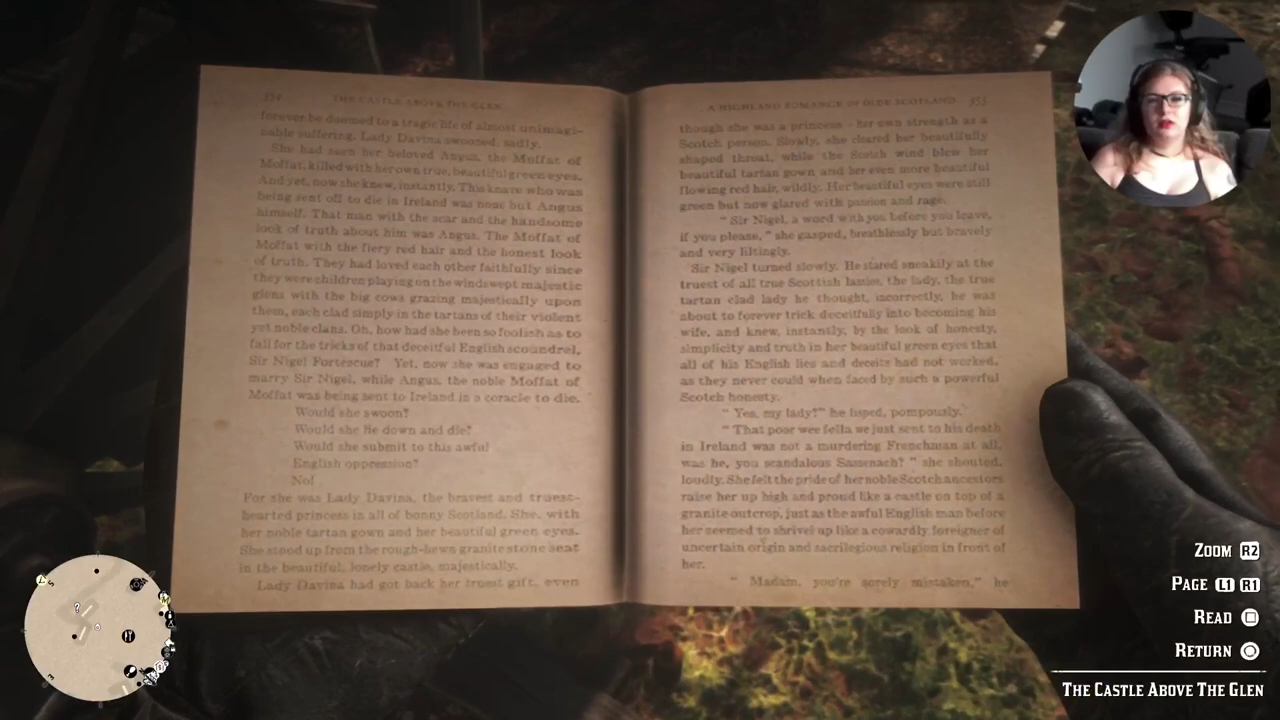 354 THE CASTLE ABOVE THE GLEN
forever be doomed to a tragic life of almost unimagi-
nable suffering. Lady Davina swooned, sadly.
She had seen her beloved Angus, the Moffat of
Moffat, killed with her own true, beautiful green eyes.
And yet, now she knew, instantly. This knave who was
being sent off to die in Ireland was none but Angus
himself. That man with the scar and the handsome
look of truth about him was Angus. The Moffat of
Moffat with the fiery red hair and the honest look
of truth. They had loved each other faithfully since
they were children playing on the windswept majestic
glens with the big cows grazing majestically upon
them, each clad simply in the tartans of their violent
yet noble clans. Oh, how had she been so foolish as to
fall for the tricks of that deceitful English scoundrel,
Sir Nigel Fortescue? Yet, now she was engaged to
marry Sir Nigel, while Angus, the noble Moffat of
Moffat was being sent to Ireland in a coracle to die.
Would she swoon?
Would she lie down and die?
Would she submit to this awful
English oppression?
No!
For she was Lady Davina, the bravest and truest-
hearted princess in all of bonny Scotland. She, with
her noble tartan gown and her beautiful green eyes.
She stood up from the rough-hewn granite stone seat
in the beautiful, lonely castle, majestically.
Lady Davina had got back her truest gift, even
A HIGHLAND ROMANCE OF OLDE SCOTLAND 355
though she was a princess - her own strength as a
Scotch person. Slowly, she cleared her beautifully
shaped throat, while the Scotch wind blew her
beautiful tartan gown and her even more beautiful
flowing red hair, wildly. Her beautiful eyes were still
green but now glared with passion and rage.
" Sir Nigel, a word with you before you leave,
if you please, " she gasped, breathlessly but bravely
and very liltingly.
Sir Nigel turned slowly. He stared sneakily at the
truest of all true Scottish lassies, the lady, the true
tartan clad lady he thought, incorrectly, he was
about to forever trick deceitfully into becoming his
wife, and knew, instantly, by the look of honesty,
simplicity and truth in her beautiful green eyes that
all of his English lies and deceits had not worked,
as they never could when faced by such a powerful
Scotch honesty.
" Yes, my lady?" he lisped, pompously.
" That poor wee fella we just sent to his death
in Ireland was not a murdering Frenchman at all,
was he, you scandalous Sassenach? " she shouted,
loudly. She felt the pride of her noble Scotch ancestors
raise her up high and proud like a castle on top of a
granite outcrop, just as the awful English man before
her seemed to shrivel up like a cowardly foreigner of
uncertain origin and sacrilegious religion in front of
her.
" Madam, you're sorely mistaken," he
ZOOM R2
PAGE L1 R1
READ
RETURN
THE CASTLE ABOVE THE GLEN